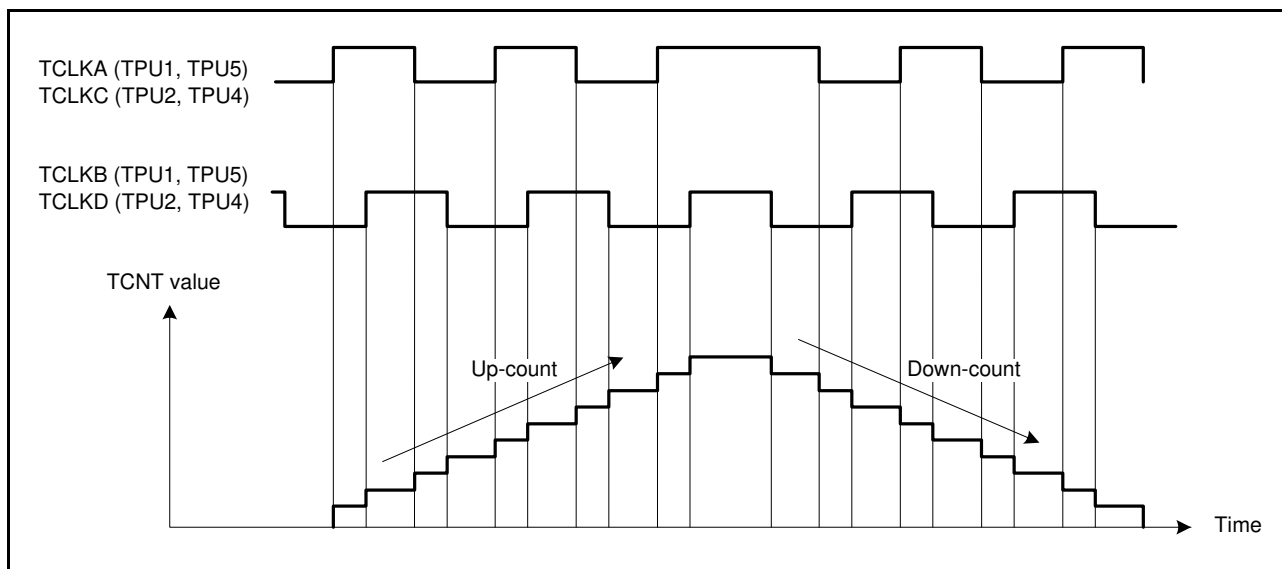 TCLKA (TPU1, TPU5)
TCLKC (TPU2, TPU4)
TCLKB (TPU1, TPU5)
TCLKD (TPU2, TPU4)
TCNT value
Up-count
Down-count
Time